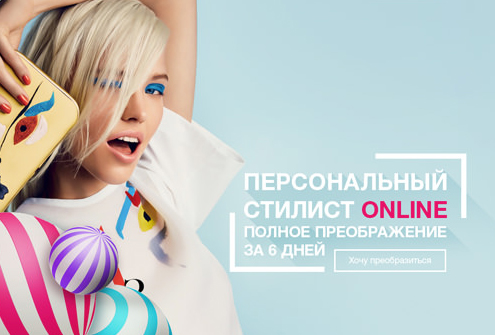 ПЕРСОНАЛЬНЫЙ
СТИЛИСТ ONLINE
ПОЛНОЕ ПРЕОБРАЖЕНИЕ
ЗА 6 ДНЕЙ
Хочу преобразиться